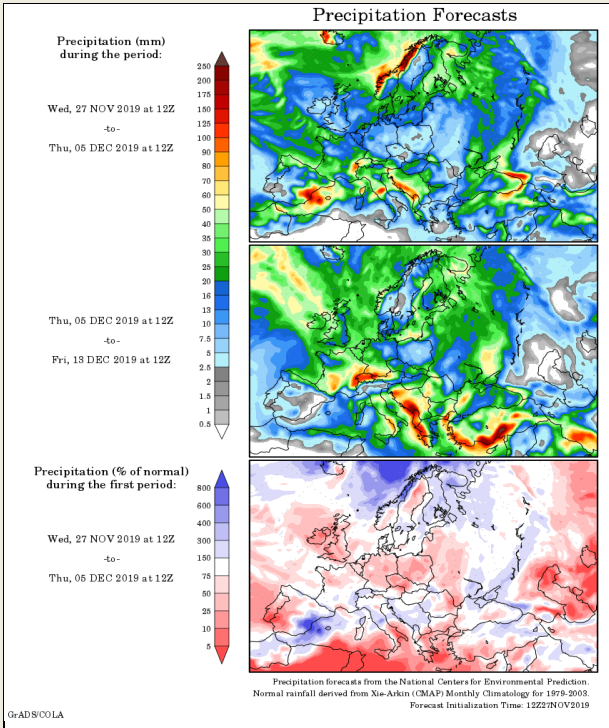 Precipitation Forecasts
Precipitation (mm)
during the period:
Wed, 27 NOV 2019 at 12Z
-to-
Thu, 05 DEC 2019 at 12Z
250
200
175
150
125
100
90
80
70
60
50
40
35
30
25
20
16
13
10
7.5
5
2.5
2
1.5
1
0.5
Thu, 05 DEC 2019 at 12Z
-to-
Fri, 13 DEC 2019 at 12Z
Precipitation (% of normal)
during the first period:
Wed, 27 NOV 2019 at 12Z
-to-
Thu, 05 DEC 2019 at 12Z
800
600
400
300
150
75
50
25
10
5
Precipitation forecasts from the National Centers for Environmental Prediction.
Normal rainfall derived from Xie-Arkin (CMAP) Monthly Climatology for 1979-2003.
Forecast Initialization Time: 12Z27NOV2019
GrADS/COLA